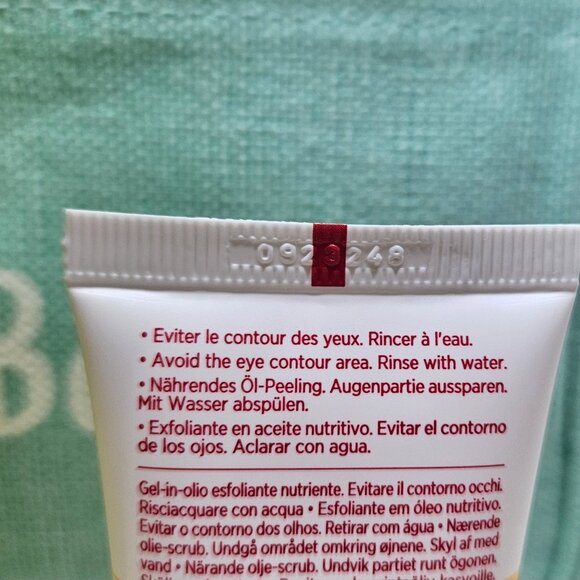 0923248
• Eviter le contour des yeux. Rincer à l'eau.
• Avoid the eye contour area. Rinse with water.
• Nährendes Öl-Peeling. Augenpartie aussparen.
Mit Wasser abspülen.
• Exfoliante en aceite nutritivo. Evitar el contorno
de los ojos. Aclarar con agua.
Gel-in-olio esfoliante nutriente. Evitare il contorno occhi.
Risciacquare con acqua • Esfoliante em óleo nutritivo.
Evitar o contorno dos olhos. Retirar com água • Nærende
olie-scrub. Undgå området omkring øjnene. Skyl af med
vand • Närande olje-scrub. Undvik partiet runt ögonen.